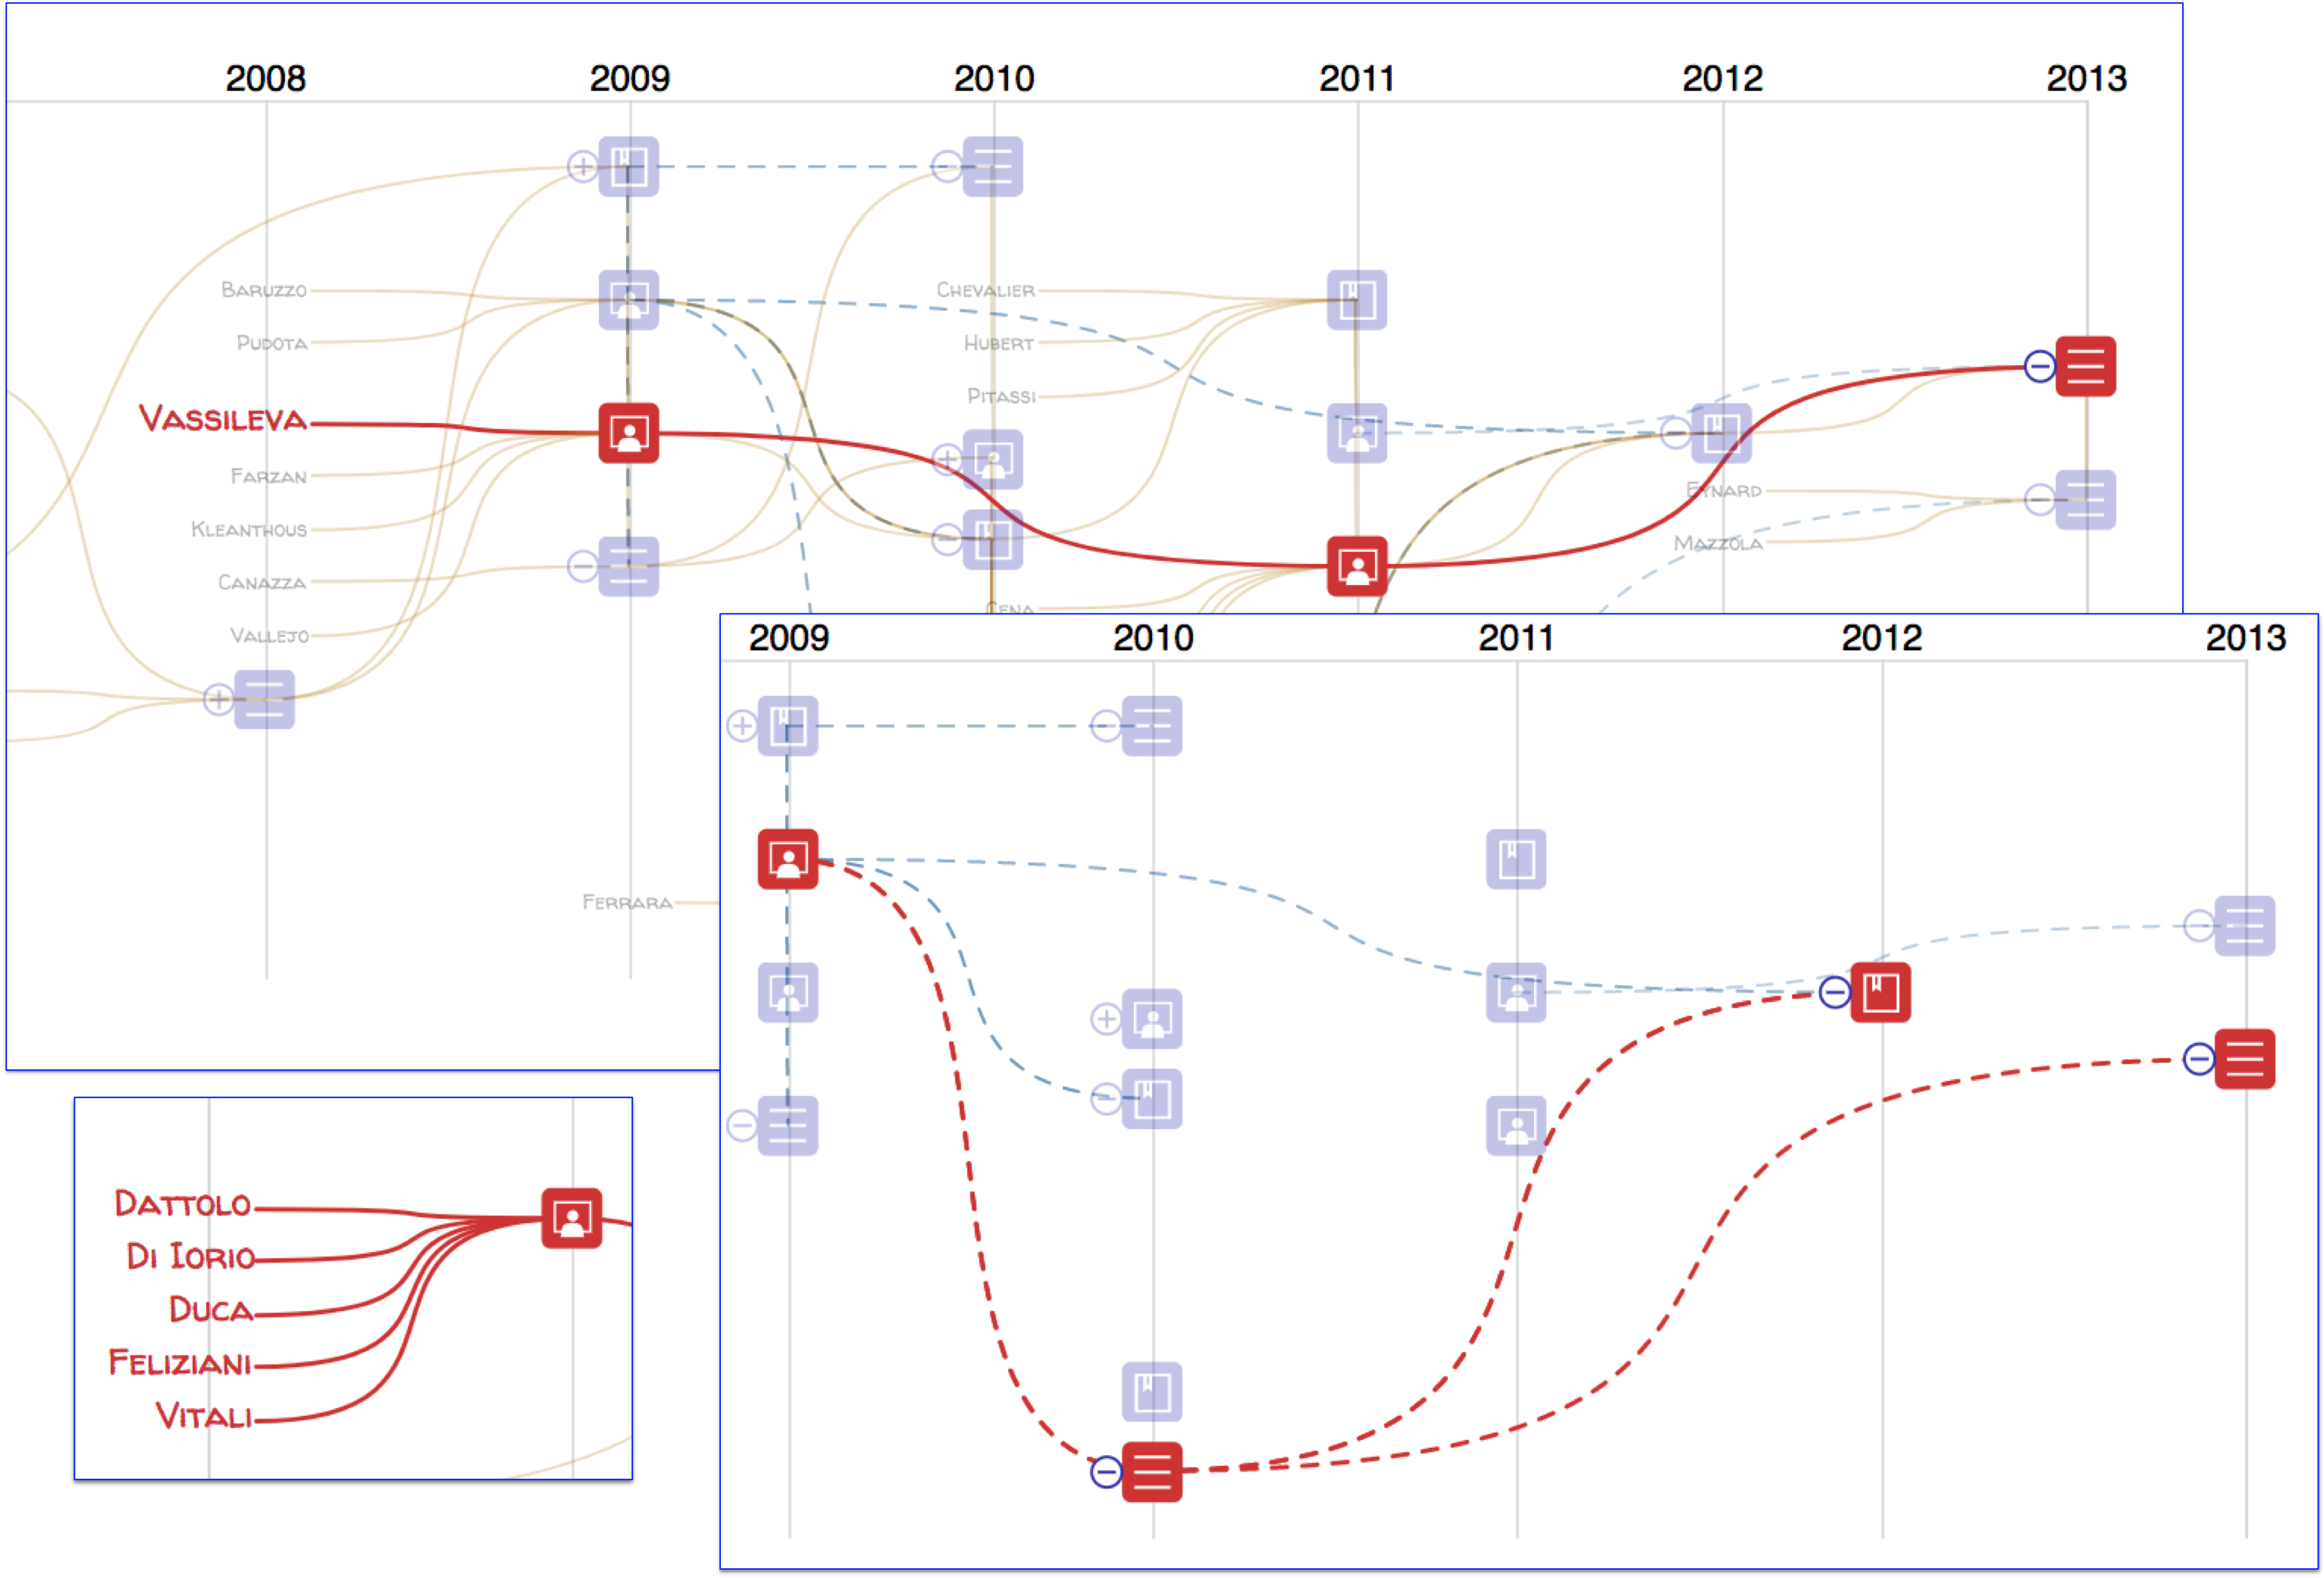 2008 2009 2010 2011 2012 2013
Baruzzo
Chevalier
Pudota
Hubert
Pitassi
Vassileva
Farzan
Eynard
Kleanthous
Mazzola
Canazza
Cena
Vallejo
Ferrara
2009 2010 2011 2012 2013
Dattolo
Di Iorio
Duca
Feliziani
Vitali